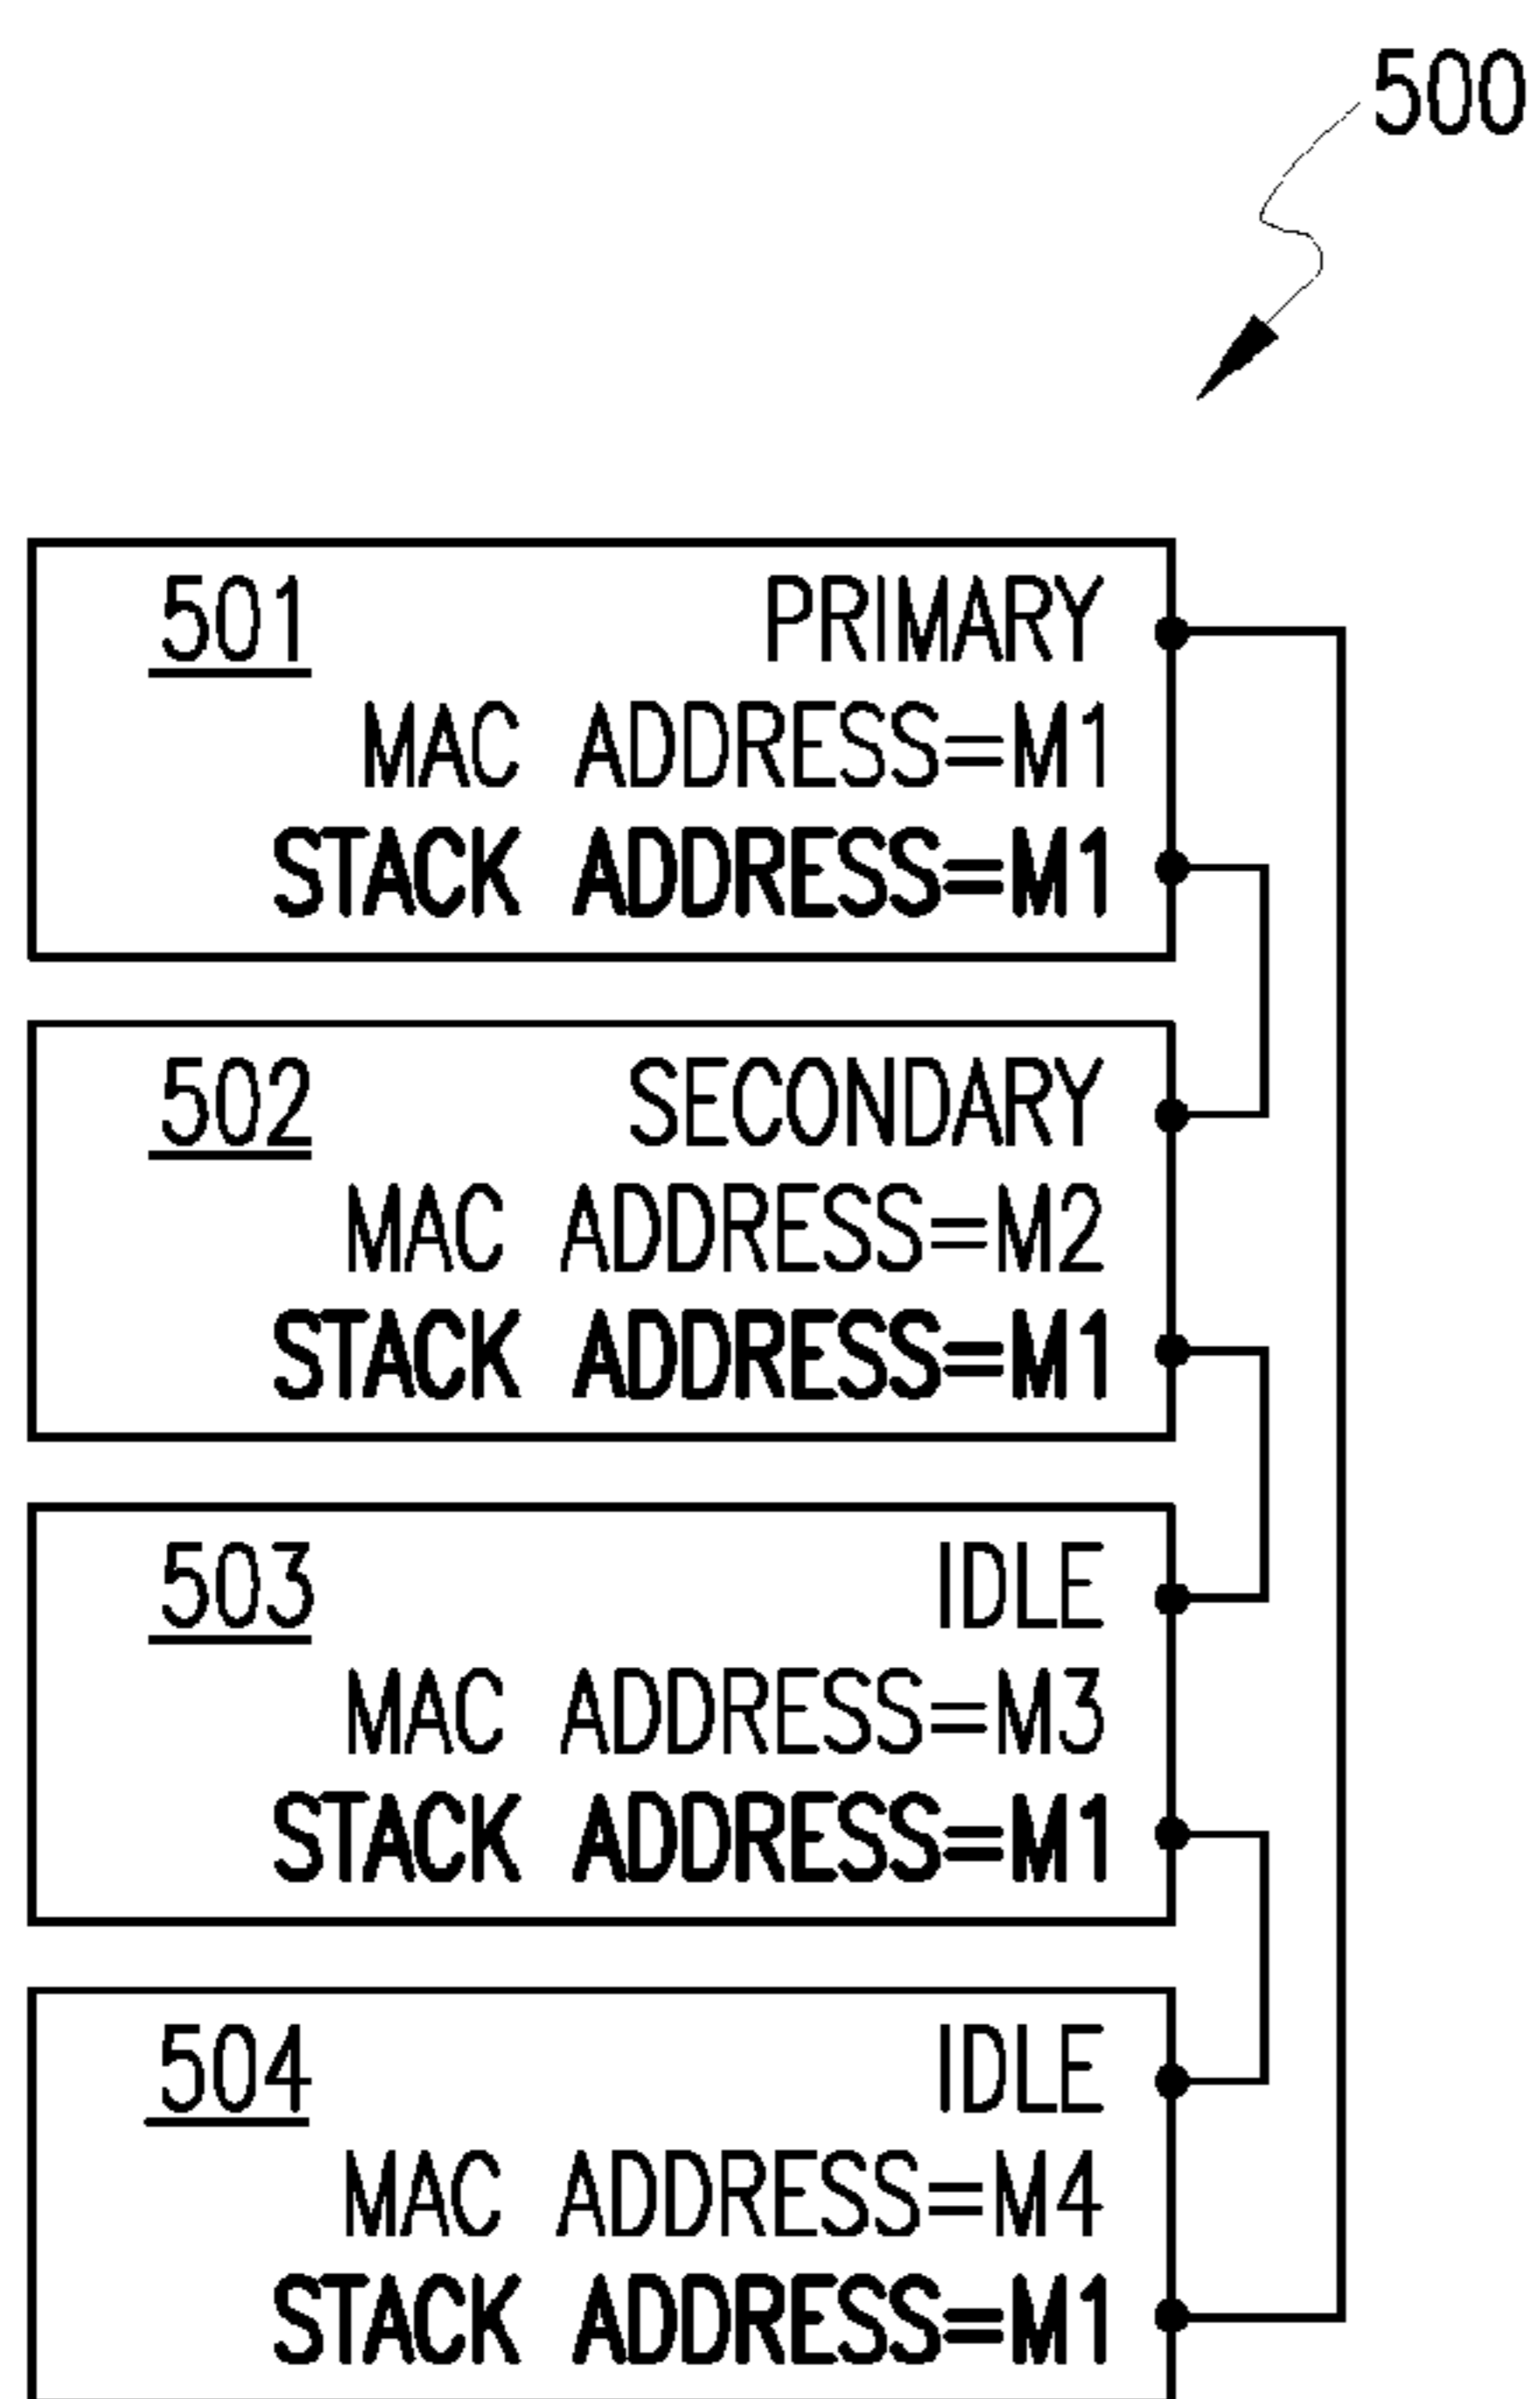 500
501 PRIMARY
MAC ADDRESS=M1
STACK ADDRESS=M1
502 SECONDARY
MAC ADDRESS=M2
STACK ADDRESS=M1
503 IDLE
MAC ADDRESS=M3
STACK ADDRESS=M1
504 IDLE
MAC ADDRESS=M4
STACK ADDRESS=M1